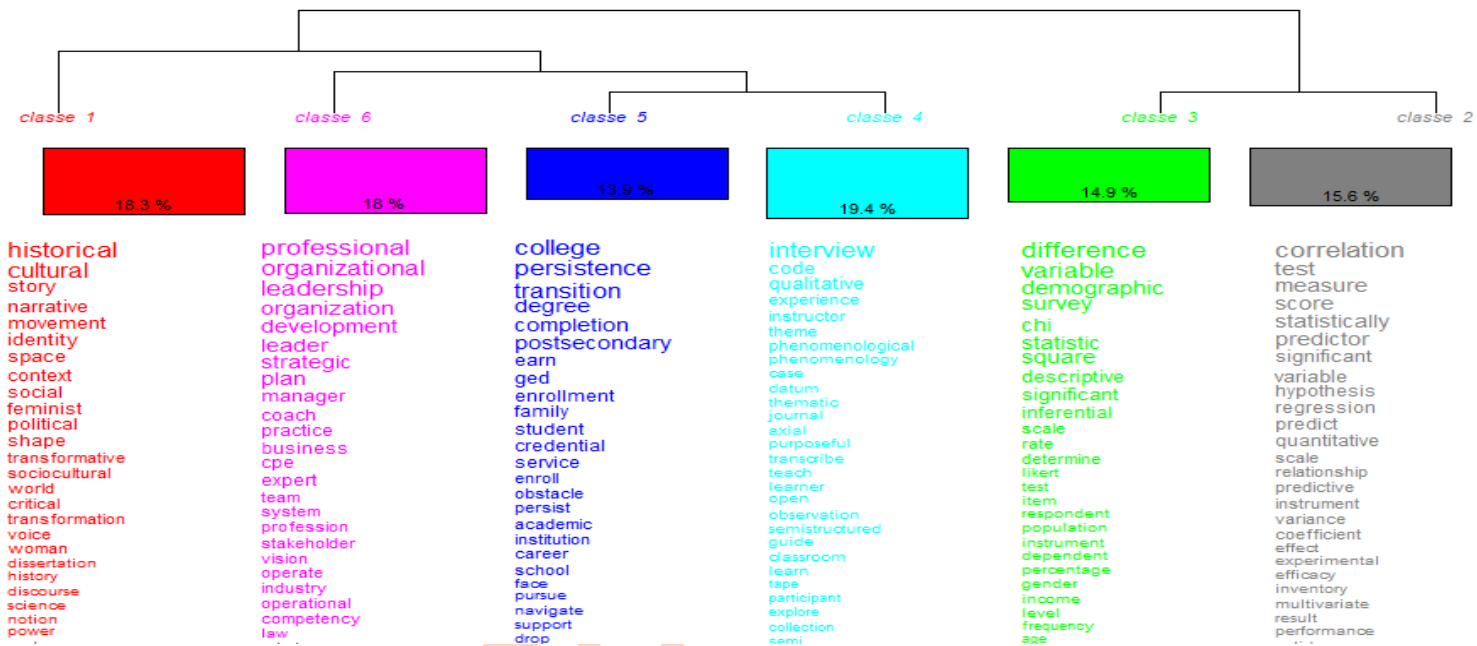 classe 1
classe 6
classe 5
classe 4
classe 3
classe 2
18.3 %
18 %
13.9 %
19.4 %
14.9 %
15.6 %
historical
cultural
story
narrative
movement
identity
space
context
social
feminist
political
shape
transformative
sociocultural
world
critical
transformation
voice
woman
dissertation
history
discourse
science
notion
power
professional
organizational
leadership
organization
development
leader
strategic
plan
manager
coach
practice
business
cpe
expert
team
system
profession
stakeholder
vision
operate
industry
operational
competency
law
college
persistence
transition
degree
completion
postsecondary
earn
ged
enrollment
family
student
credential
service
enroll
obstacle
persist
academic
institution
career
school
face
pursue
navigate
support
drop
interview
code
qualitative
experience
instructor
theme
phenomenological
phenomenology
case
datum
thematic
journal
axial
purposeful
transcribe
teach
learner
open
observation
semistructured
guide
classroom
learn
tape
participant
explore
collection
semi
difference
variable
demographic
survey
chi
statistic
square
descriptive
significant
inferential
scale
rate
determine
likert
test
item
respondent
population
instrument
dependent
percentage
gender
income
level
frequency
age
correlation
test
measure
score
statistically
predictor
significant
variable
hypothesis
regression
predict
quantitative
scale
relationship
predictive
instrument
variance
coefficient
effect
experimental
efficacy
inventory
multivariate
result
performance